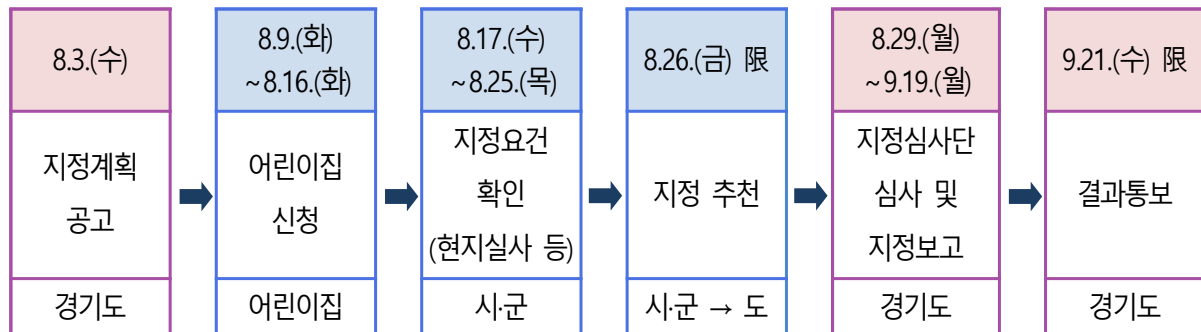 8.3.(수)
지정계획
공고
경기도
8.9.(화)
~8.16.(화)
어린이집
신청
어린이집
8.17.(수)
~8.25.(목)
지정요건
확인
(현지실사 등)
시·군
8.26.(금) 限
지정 추천
시·군 → 도
8.29.(월)
~9.19.(월)
지정심사단
심사 및
지정보고
경기도
9.21.(수) 限
결과통보
경기도